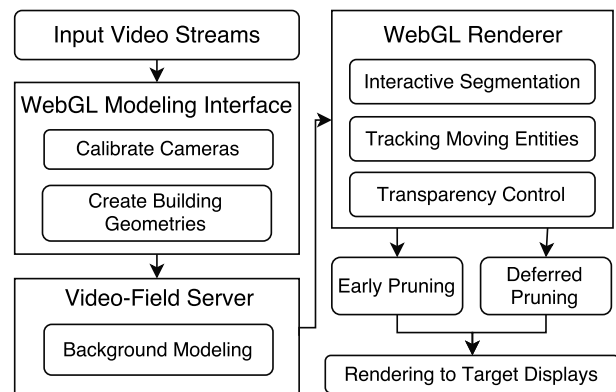 Input Video Streams
WebGL Modeling Interface
Calibrate Cameras
Create Building
Geometries
Video-Field Server
Background Modeling
WebGL Renderer
Interactive Segmentation
Tracking Moving Entities
Transparency Control
Early Pruning
Deferred
Pruning
Rendering to Target Displays